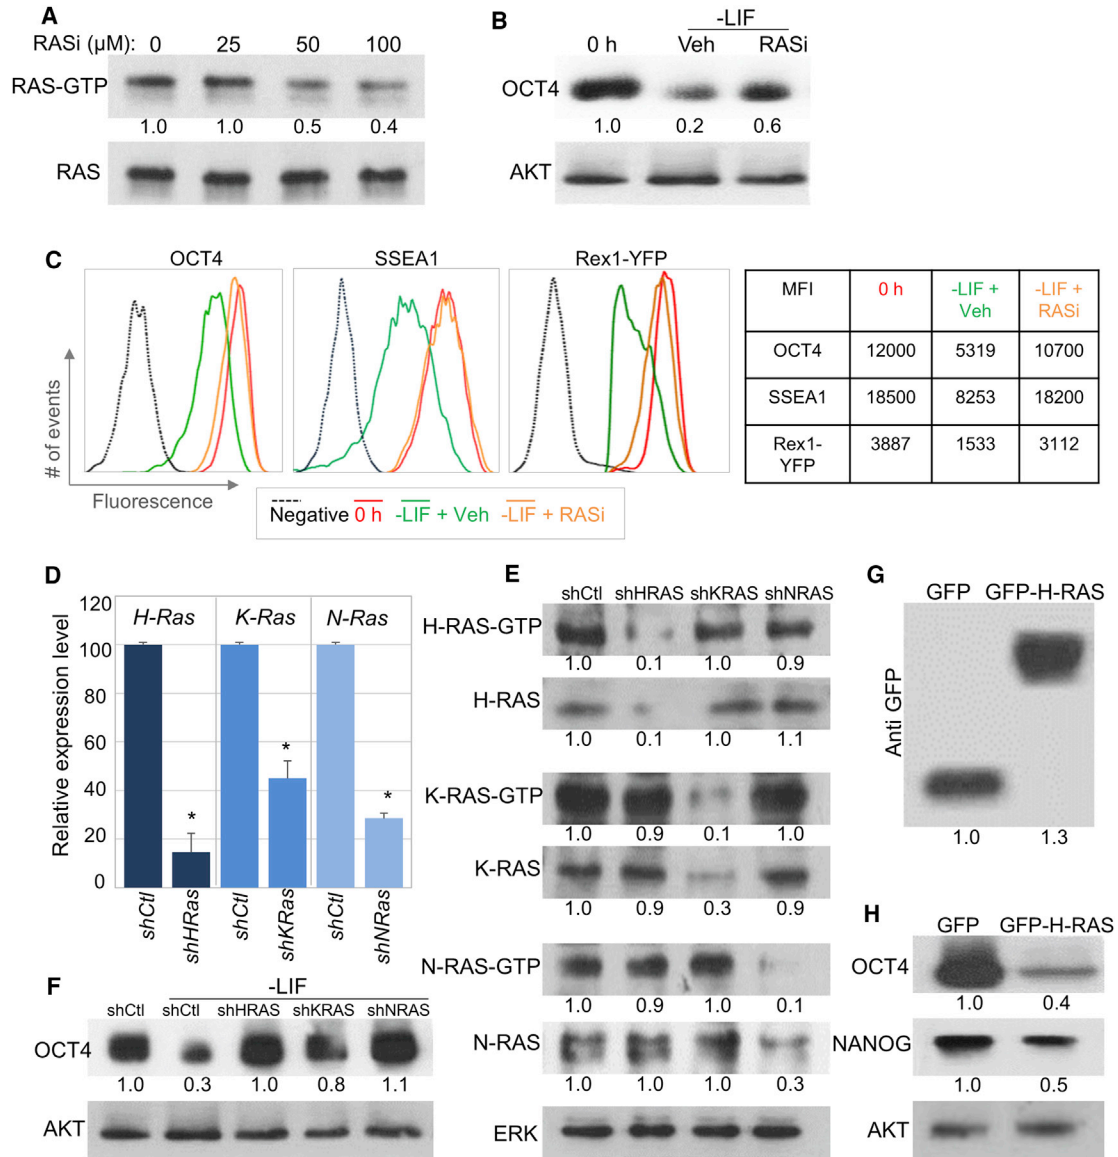 A
RASi (µM): 0 25 50 100
RAS-GTP
1.0 1.0 0.5 0.4
RAS
B
-LIF
0 h Veh RASi
OCT4
1.0 0.2 0.6
AKT
C
OCT4 SSEA1 Rex1-YFP
# of events
Fluorescence
Negative 0 h -LIF + Veh -LIF + RASi
MFI 0 h -LIF + Veh -LIF + RASi
OCT4 12000 5319 10700
SSEA1 18500 8253 18200
Rex1-YFP 3887 1533 3112
D
Relative expression level
120
100
80
60
40
20
0
H-Ras K-Ras N-Ras
* * *
shCtl shHRas shCtl shKRas shCtl shNRas
E
shCtl shHRAS shKRAS shNRAS
H-RAS-GTP
1.0 0.1 1.0 0.9
H-RAS
1.0 0.1 1.0 1.1
K-RAS-GTP
1.0 0.9 0.1 1.0
K-RAS
1.0 0.9 0.3 0.9
N-RAS-GTP
1.0 0.9 1.0 0.1
N-RAS
1.0 1.0 1.0 0.3
ERK
F
-LIF
shCtl shCtl shHRAS shKRAS shNRAS
OCT4
1.0 0.3 1.0 0.8 1.1
AKT
G
GFP GFP-H-RAS
Anti GFP
1.0 1.3
H
GFP GFP-H-RAS
OCT4
1.0 0.4
NANOG
1.0 0.5
AKT